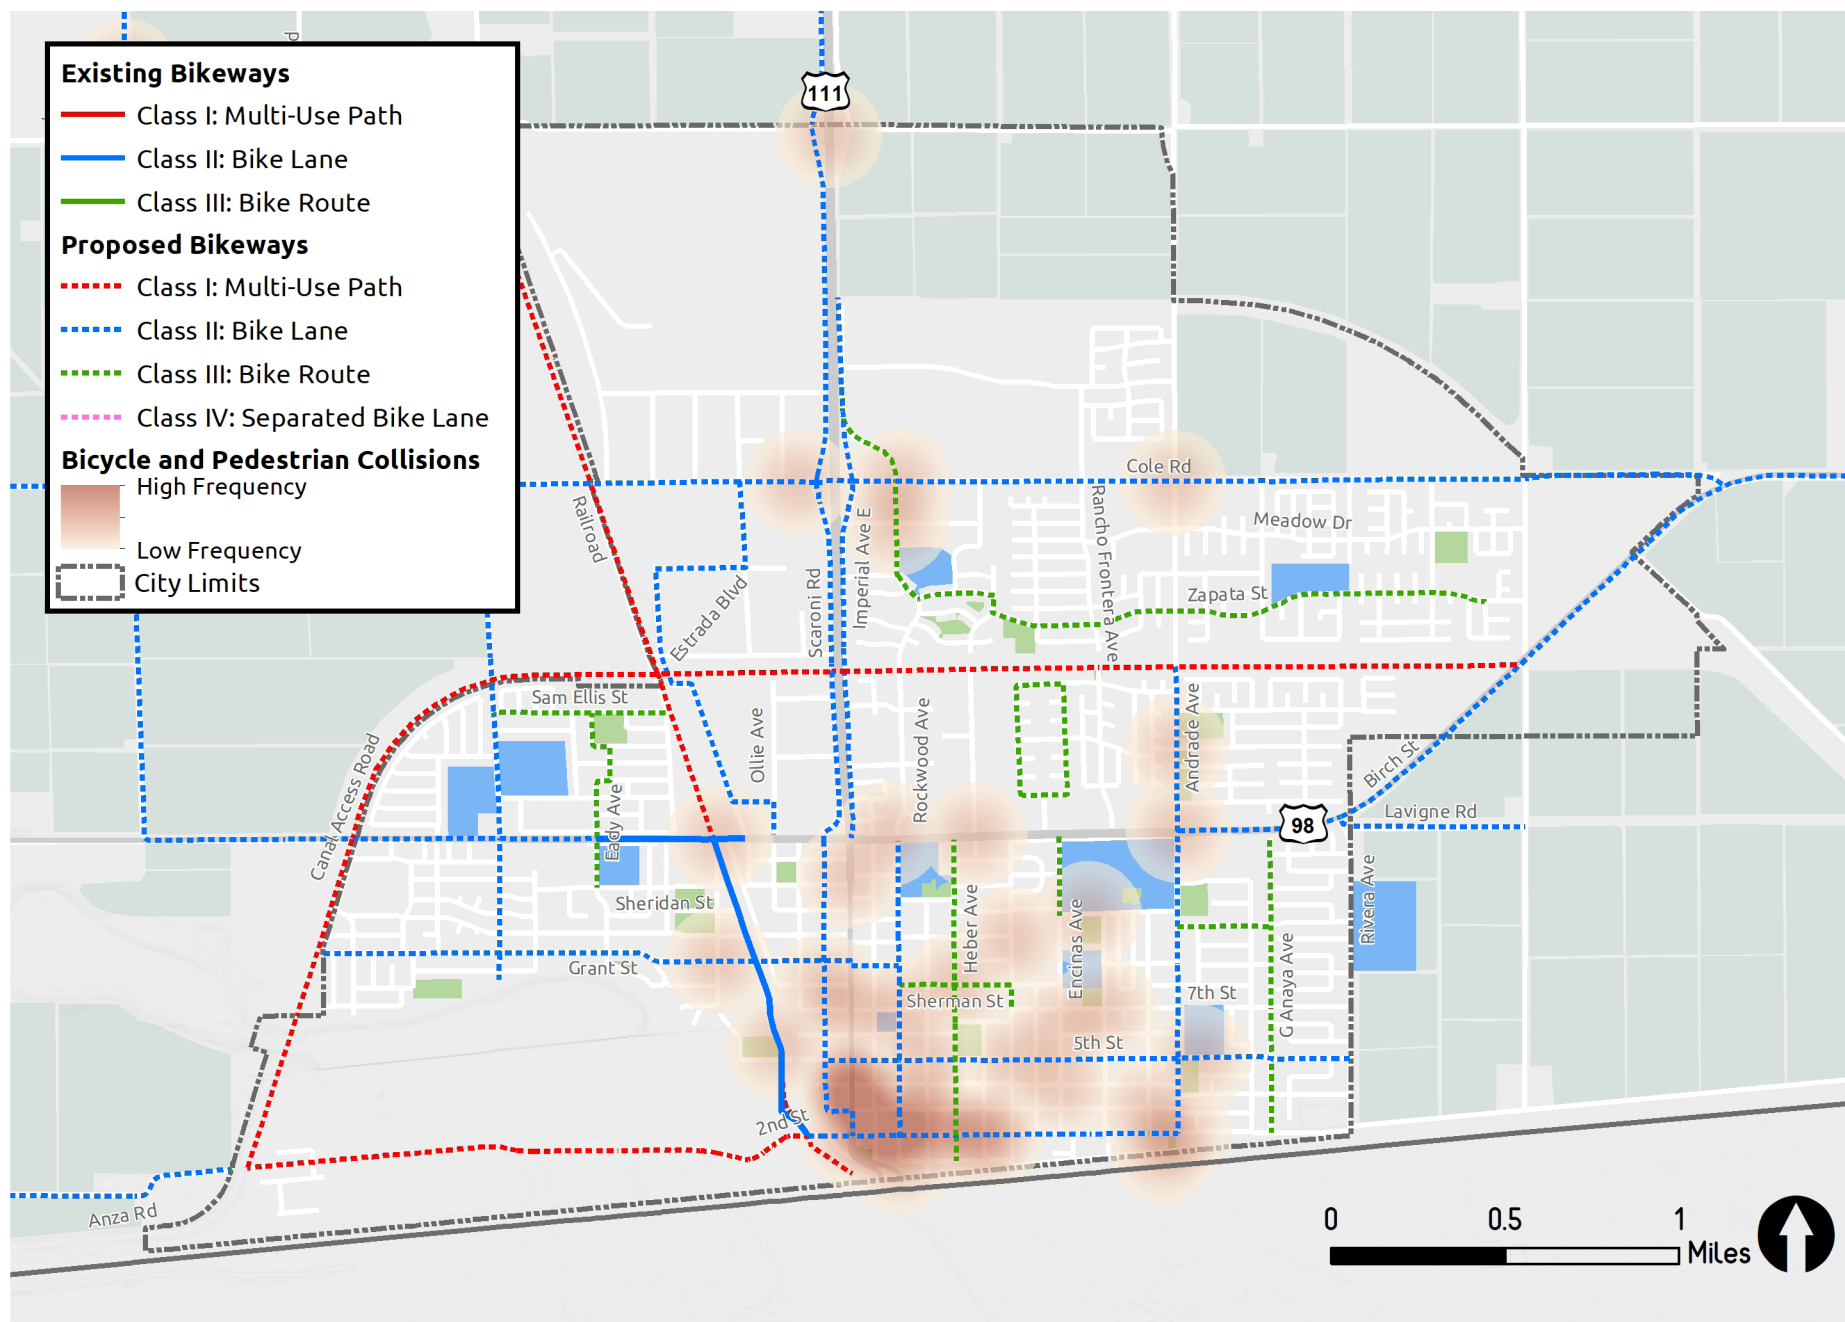 111
Existing Bikeways
Class I: Multi-Use Path
Class II: Bike Lane
Class III: Bike Route
Proposed Bikeways
Class I: Multi-Use Path
Class II: Bike Lane
Class III: Bike Route
Class IV: Separated Bike Lane
Bicycle and Pedestrian Collisions
High Frequency
Low Frequency
City Limits
Cole Rd
Railroad
Meadow Dr
Rancho Frontera Ave
Imperial Ave E
Scaroni Rd
Estrada Blvd
Zapata St
Sam Ellis St
Ollie Ave
Rockwood Ave
Andrade Ave
Canal Access Road
Eady Ave
Birch St
Lavigne Rd
98
Sheridan St
Heber Ave
Encinas Ave
Rivera Ave
Grant St
Sherman St
7th St
G Anaya Ave
5th St
2nd St
Anza Rd
0 0.5 1
Miles